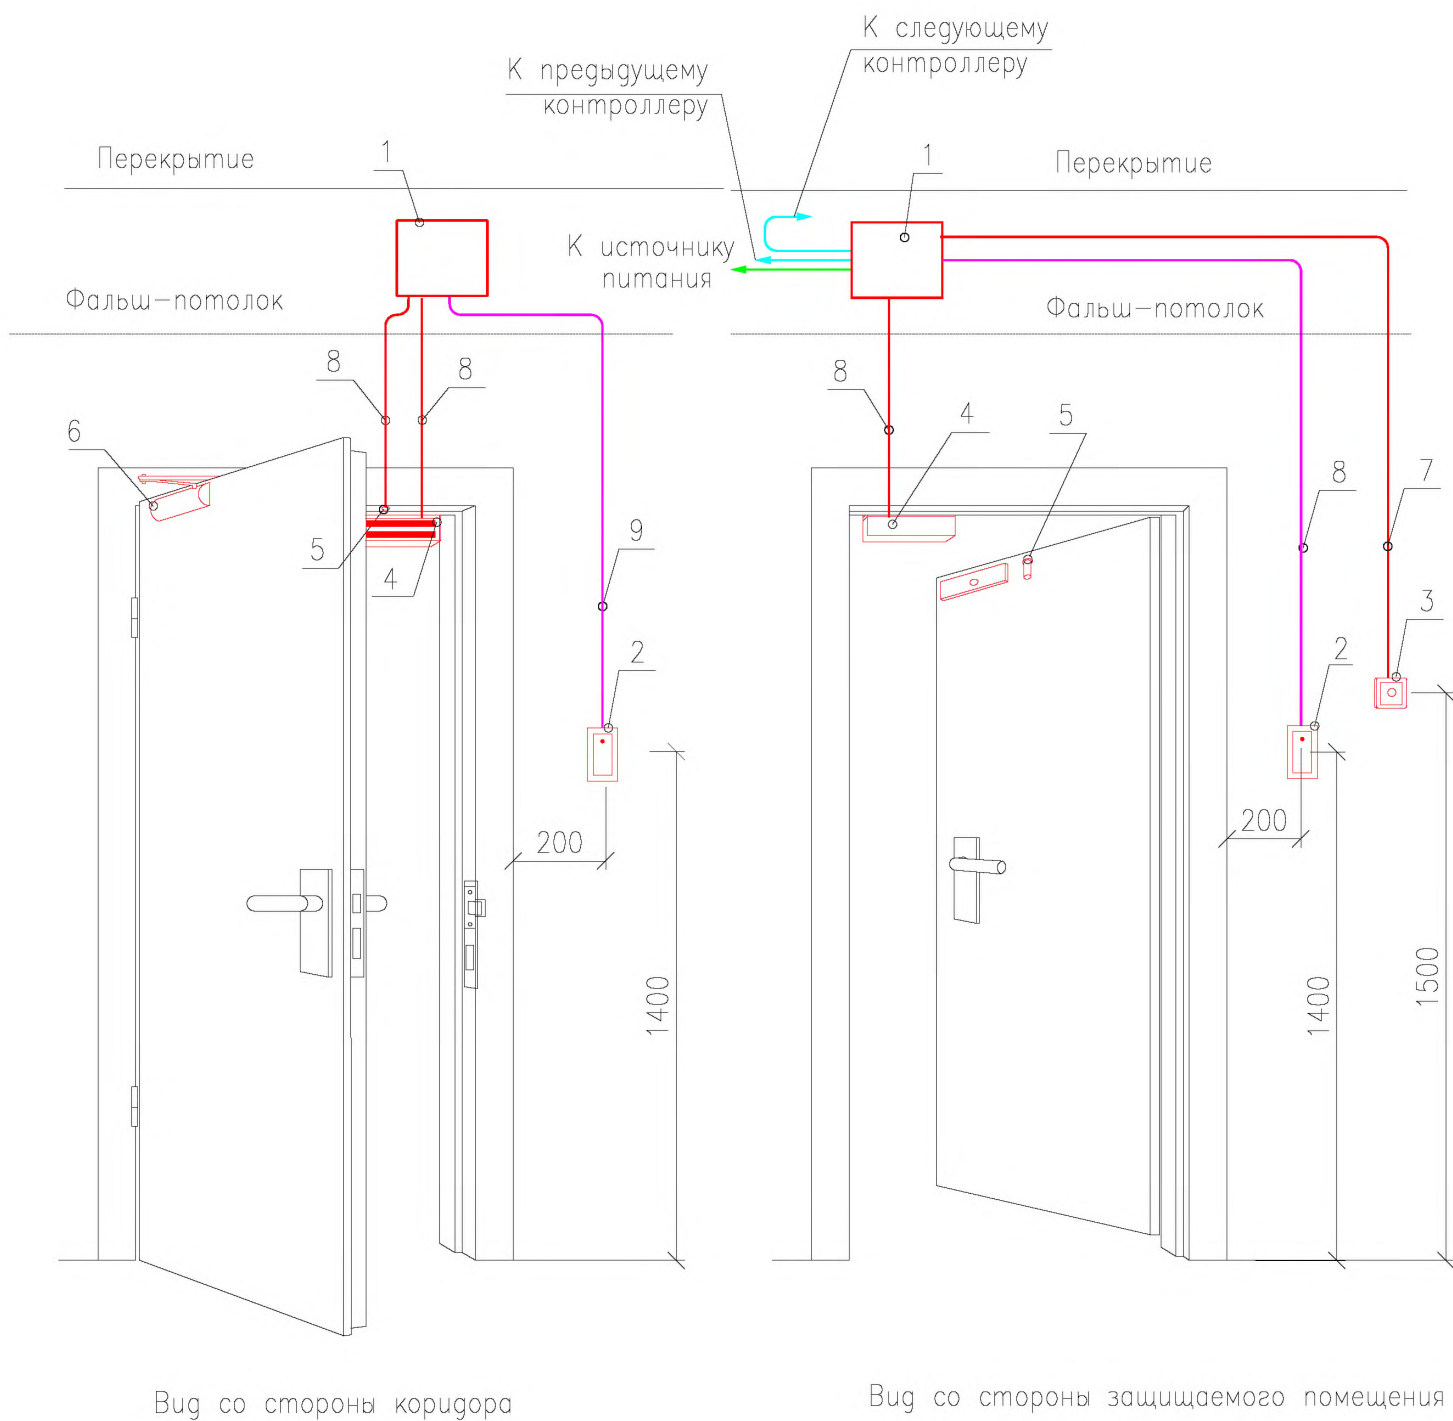 К следующему
контроллеру
К предыдущему
контроллеру
Перекрытие
1
1
Перекрытие
К источнику
питания
Фальш-потолок
Фальш-потолок
8
8
8
4
5
6
8
7
5
4
9
3
2
2
200
200
1400
1400
1500
Вид со стороны коридора
Вид со стороны защищаемого помещения